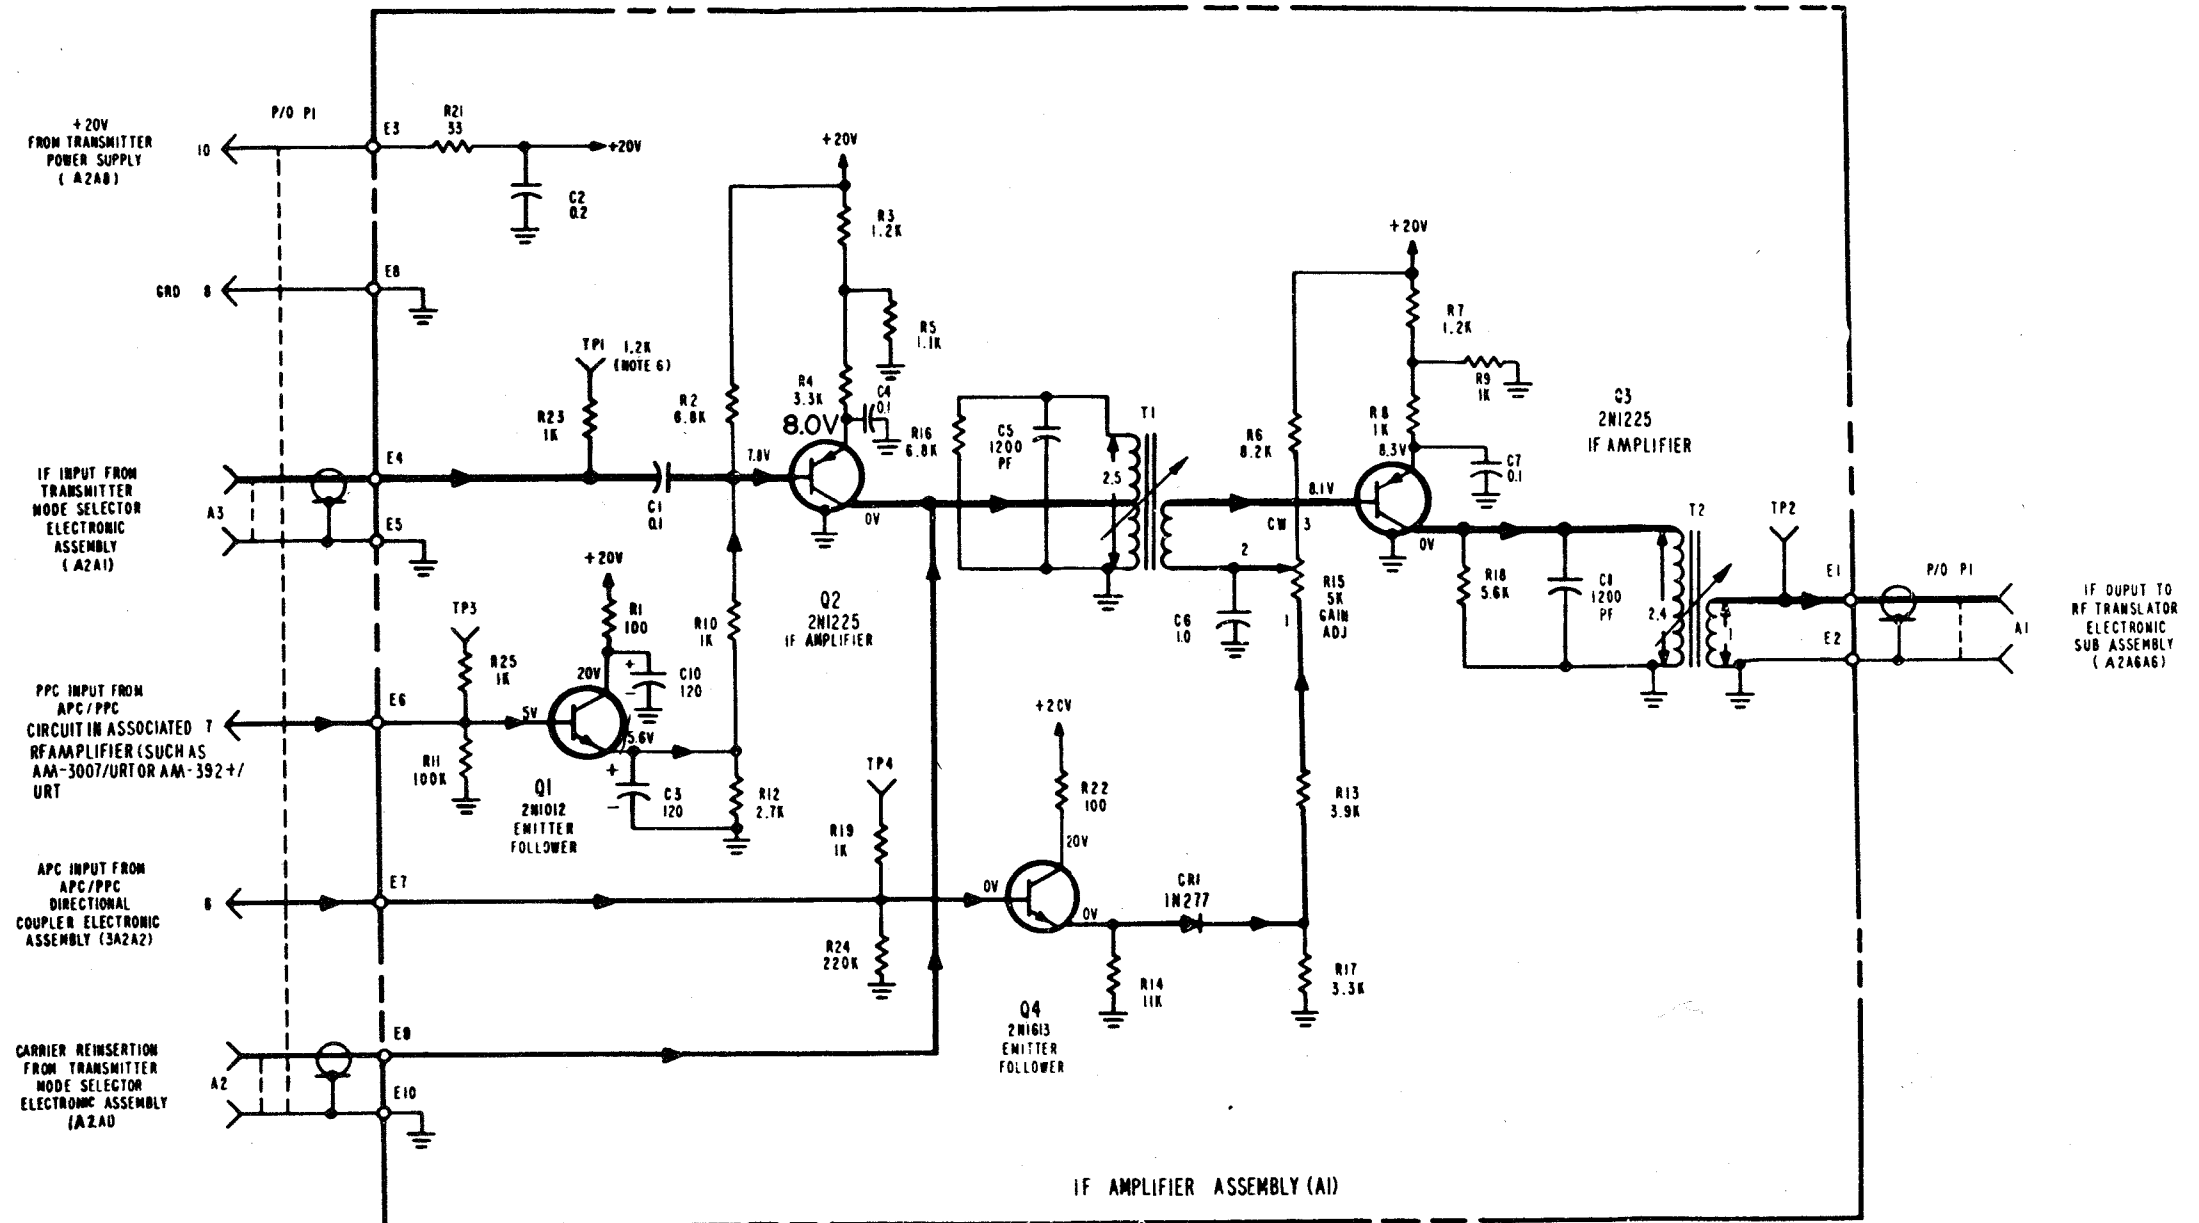 +20V
FROM TRANSMITTER
POWER SUPPLY
(A2A8)
10
P/O P1
E3
R21
33
+20V
C2
0.2
GRD 8
E8
TP1
1.2K
(NOTE 6)
R23
1K
IF INPUT FROM
TRANSMITTER
MODE SELECTOR
ELECTRONIC
ASSEMBLY
(A2A1)
A3
E4
E5
C1
0.1
R2
6.8K
+20V
R3
1.2K
R5
1.1K
R4
3.3K
C4
0.1
8.0V
7.8V
0V
Q2
2N1225
IF AMPLIFIER
R16
6.8K
C5
1200
PF
T1
2.5
+20V
R7
1.2K
R9
1K
R6
8.2K
R8
1K
8.3V
C7
0.1
Q3
2N1225
IF AMPLIFIER
8.1V
CW 3
2
1
0V
R15
5K
GAIN
ADJ
C6
1.0
R18
5.6K
C8
1200
PF
T2
2.4
1
TP2
E1
E2
P/O P1
A1
IF OUPUT TO
RF TRANSLATOR
ELECTRONIC
SUB ASSEMBLY
(A2A6A6)
PPC INPUT FROM
APC/PPC
CIRCUIT IN ASSOCIATED 7
RF AMPLIFIER (SUCH AS
AM-3007/URT OR AM-392+/
URT
E6
TP3
R25
1K
R11
100K
+20V
R1
100
20V
C10
120
+
-
5V
5.6V
Q1
2N1012
EMITTER
FOLLOWER
+
-
C3
120
R10
1K
R12
2.7K
APC INPUT FROM
APC/PPC
DIRECTIONAL
COUPLER ELECTRONIC
ASSEMBLY (3A2A2)
6
E7
TP4
R19
1K
R24
220K
+20V
R22
100
20V
0V
0V
Q4
2N1613
EMITTER
FOLLOWER
CR1
1N277
R14
11K
R13
3.9K
R17
3.3K
CARRIER REINSERTION
FROM TRANSMITTER
MODE SELECTOR
ELECTRONIC ASSEMBLY
(A2A1)
A2
E9
E10
IF AMPLIFIER ASSEMBLY (A1)